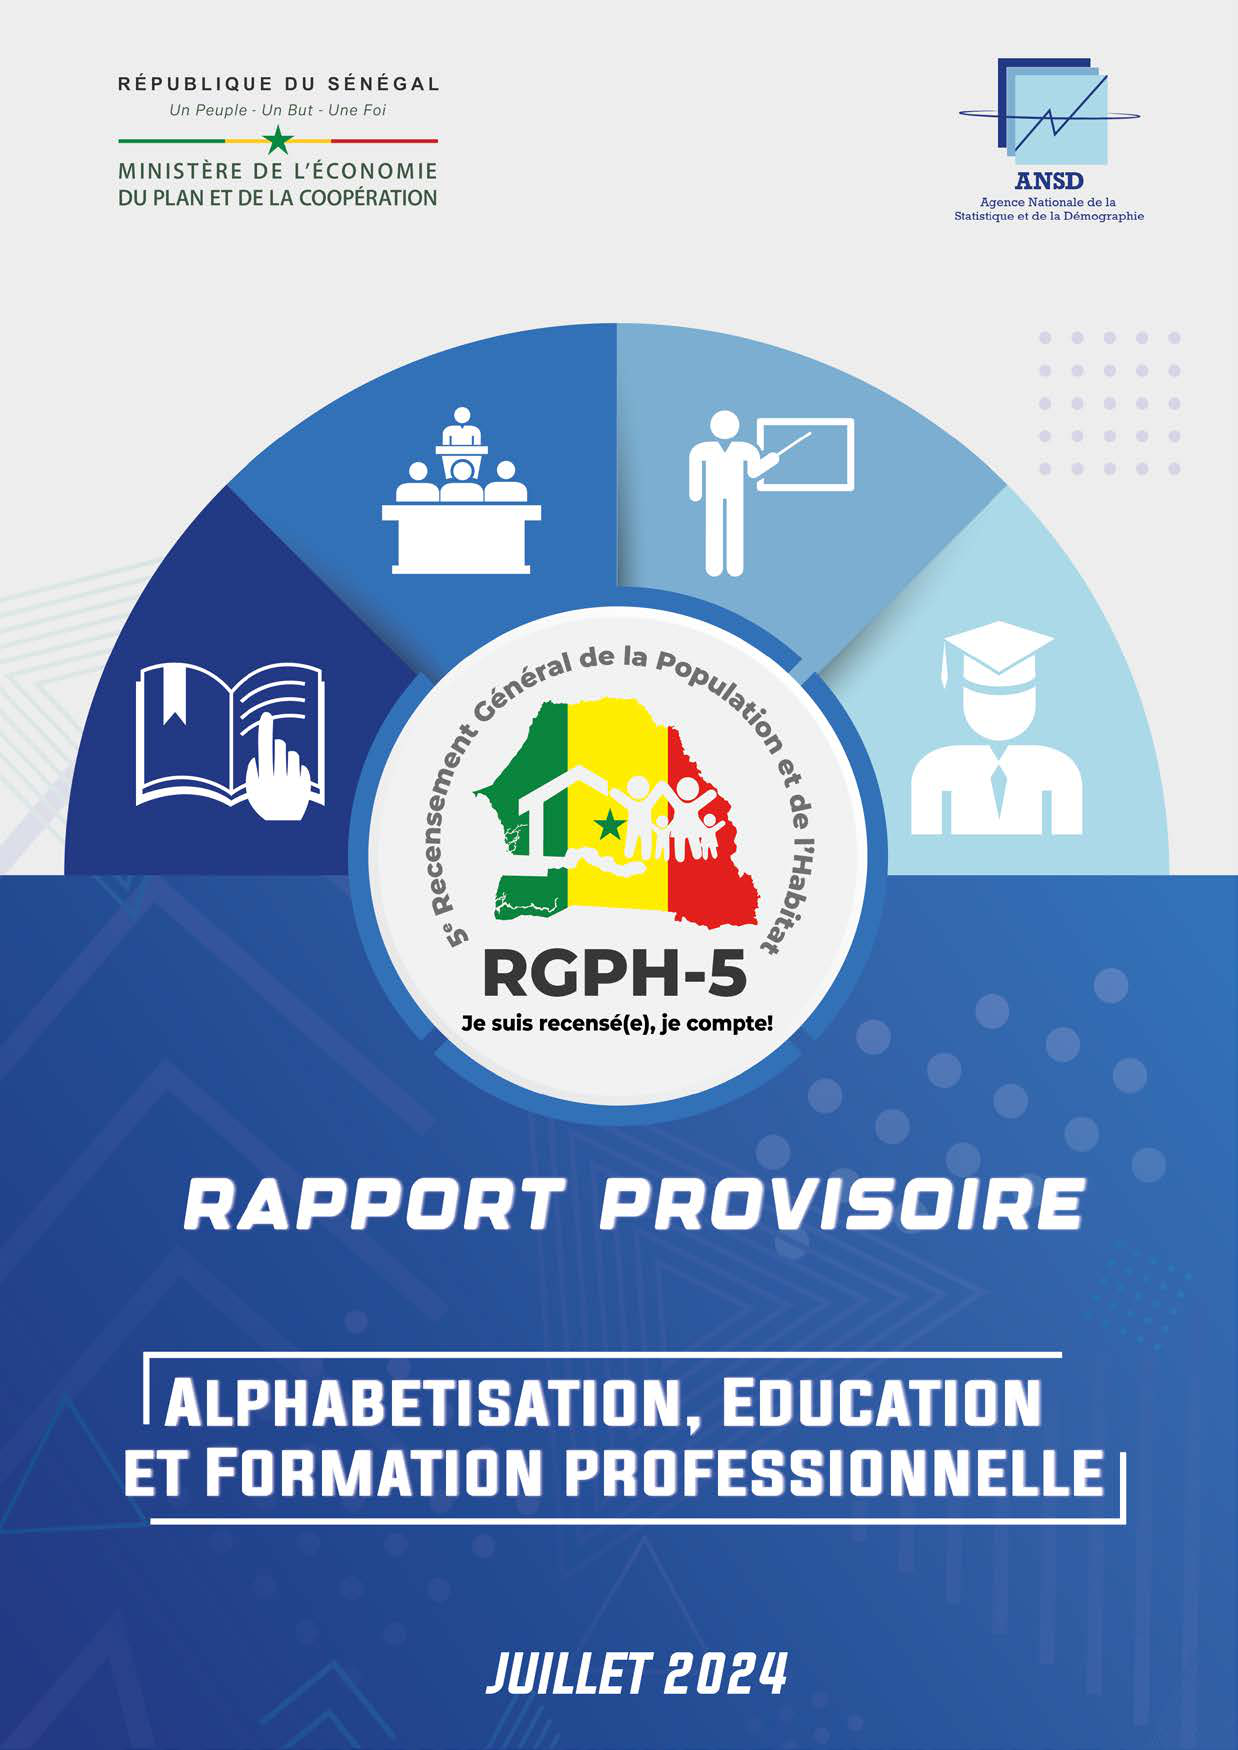 RÉPUBLIQUE DU SÉNÉGAL
Un Peuple - Un But - Une Foi
MINISTÈRE DE L'ÉCONOMIE
DU PLAN ET DE LA COOPÉRATION
ANSD
Agence Nationale de la
Statistique et de la Démographie
5e Recensement Général de la Population et de l'Habitat
RGPH-5
Je suis recensé(e), je compte!
RAPPORT PROVISOIRE
ALPHABETISATION, EDUCATION
ET FORMATION PROFESSIONNELLE
JUILLET 2024